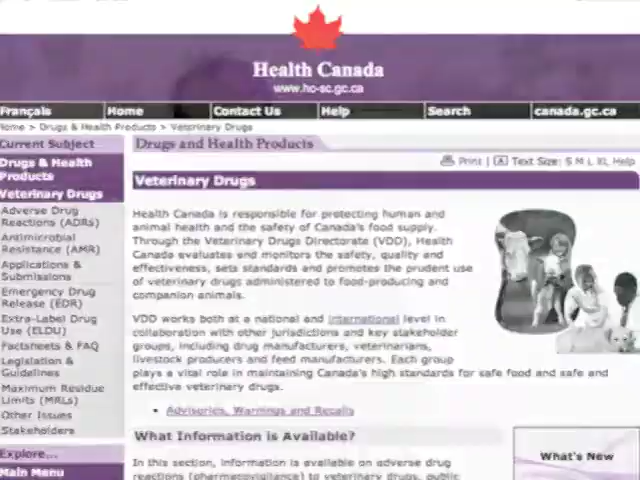 Health Canada
www.hc-sc.gc.ca
Français Home Contact Us Help Search canada.gc.ca
Home > Drugs & Health Products > Veterinary Drugs
Current Subject
Drugs & Health
Products
Veterinary Drugs
Adverse Drug
Reactions (ADRs)
Antimicrobial
Resistance (AMR)
Applications &
Submissions
Emergency Drug
Release (EDR)
Extra-Label Drug
Use (ELDU)
Factsheets & FAQ
Legislation &
Guidelines
Maximum Residue
Limits (MRLs)
Other Issues
Stakeholders
Explore...
Main Menu
Drugs and Health Products
Print | A Text Size: S M L XL Help
Veterinary Drugs
Health Canada is responsible for protecting human and
animal health and the safety of Canada's food supply.
Through the Veterinary Drugs Directorate (VDD), Health
Canada evaluates and monitors the safety, quality and
effectiveness, sets standards and promotes the prudent use
of veterinary drugs administered to food-producing and
companion animals.
VDD works both at a national and international level in
collaboration with other jurisdictions and key stakeholder
groups, including drug manufacturers, veterinarians,
livestock producers and feed manufacturers. Each group
plays a vital role in maintaining Canada's high standards for safe food and safe and
effective veterinary drugs.
• Advisories, Warnings and Recalls
What Information is Available?
In this section, information is available on adverse drug
reactions (pharmacovigilance) to veterinary drugs, public
What's New